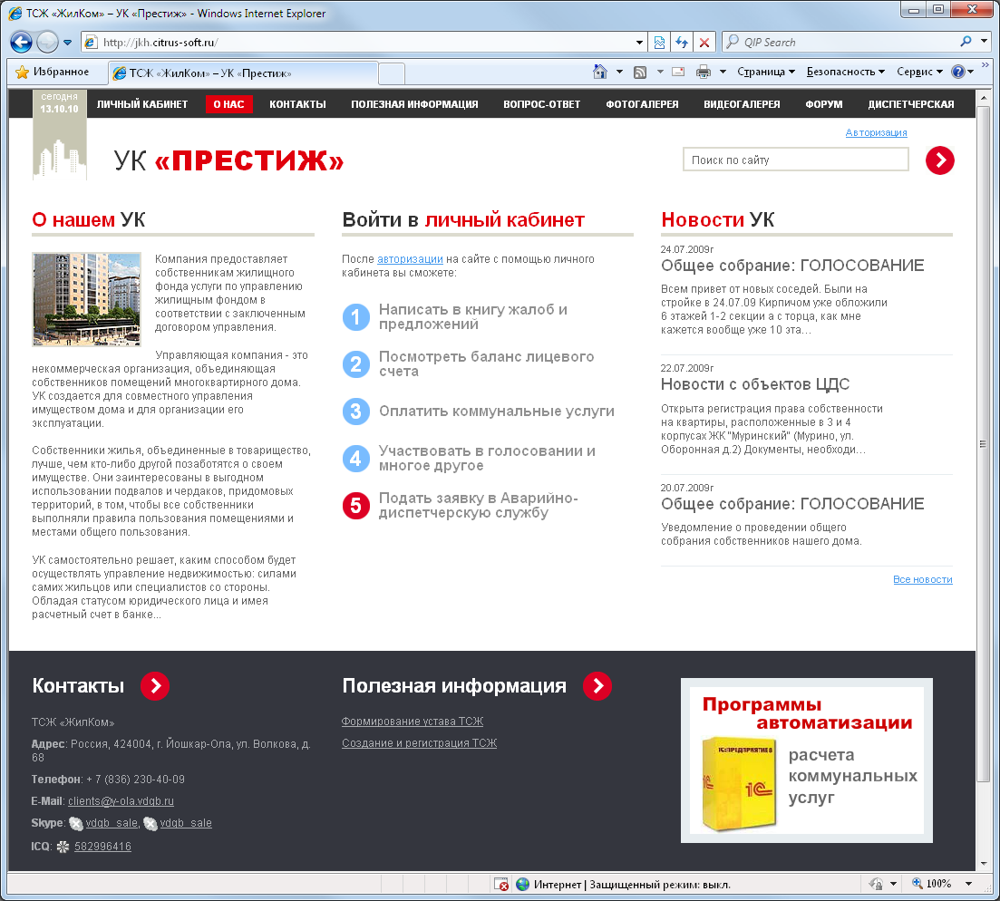 ТСЖ «ЖилКом» – УК «Престиж» - Windows Internet Explorer
http://jkh.citrus-soft.ru/
QIP Search
Избранное
ТСЖ «ЖилКом» – УК «Престиж»
Страница
Безопасность
Сервис
сегодня
13.10.10
ЛИЧНЫЙ КАБИНЕТ
О НАС
КОНТАКТЫ
ПОЛЕЗНАЯ ИНФОРМАЦИЯ
ВОПРОС-ОТВЕТ
ФОТОГАЛЕРЕЯ
ВИДЕОГАЛЕРЕЯ
ФОРУМ
ДИСПЕТЧЕРСКАЯ
Авторизация
УК «ПРЕСТИЖ»
Поиск по сайту
О нашем УК
Компания предоставляет
собственникам жилищного
фонда услуги по управлению
жилищным фондом в
соответствии с заключенным
договором управления.
Управляющая компания - это
некоммерческая организация, объединяющая
собственников помещений многоквартирного дома.
УК создается для совместного управления
имуществом дома и для организации его
эксплуатации.
Собственники жилья, объединенные в товарищество,
лучше, чем кто-либо другой позаботятся о своем
имуществе. Они заинтересованы в выгодном
использовании подвалов и чердаков, придомовых
территорий, в том, чтобы все собственники
выполняли правила пользования помещениями и
местами общего пользования.
УК самостоятельно решает, каким способом будет
осуществлять управление недвижимостью: силами
самих жильцов или специалистов со стороны.
Обладая статусом юридического лица и имея
расчетный счет в банке...
Войти в личный кабинет
После авторизации на сайте с помощью личного
кабинета вы сможете:
1 Написать в книгу жалоб и
предложений
2 Посмотреть баланс лицевого
счета
3 Оплатить коммунальные услуги
4 Участвовать в голосовании и
многое другое
5 Подать заявку в Аварийно-
диспетчерскую службу
Новости УК
24.07.2009г
Общее собрание: ГОЛОСОВАНИЕ
Всем привет от новых соседей. Были на
стройке в 24.07.09 Кирпичом уже обложили
6 этажей 1-2 секции а с торца, как мне
кажется вообще уже 10 эта...
22.07.2009г
Новости с объектов ЦДС
Открыта регистрация права собственности
на квартиры, расположенные в 3 и 4
корпусах ЖК "Муринский" (Мурино, ул.
Оборонная д.2) Документы, необходи...
20.07.2009г
Общее собрание: ГОЛОСОВАНИЕ
Уведомление о проведении общего
собрания собственников нашего дома.
Все новости
Контакты
ТСЖ «ЖилКом»
Адрес: Россия, 424004, г. Йошкар-Ола, ул. Волкова, д.
68
Телефон: + 7 (836) 230-40-09
E-Mail: clients@y-ola.vdgb.ru
Skype: vdgb_sale, vdgb_sale
ICQ: 582996416
Полезная информация
Формирование устава ТСЖ
Создание и регистрация ТСЖ
Программы
автоматизации
1С:ПРЕДПРИЯТИЕ 8
1С
расчета
коммунальных
услуг
Интернет | Защищенный режим: выкл.
100%